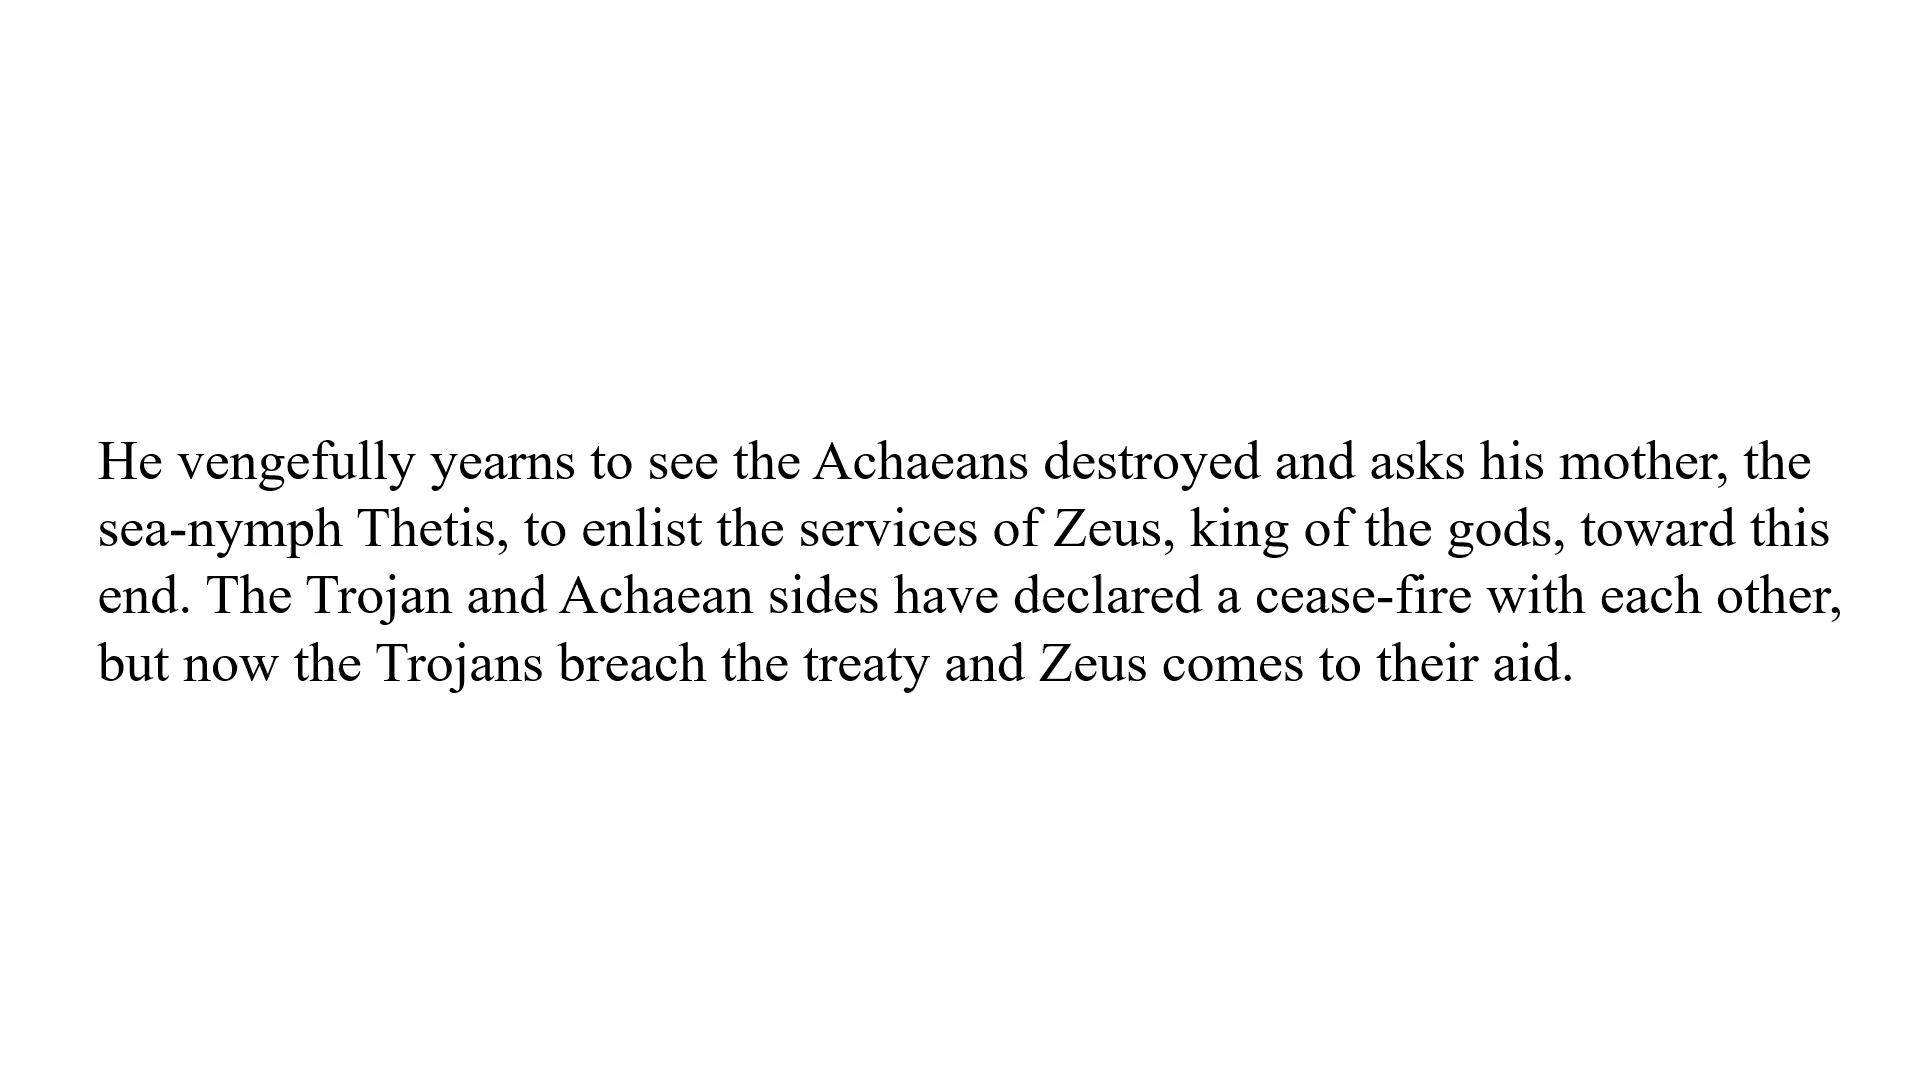 He vengefully yearns to see the Achaeans destroyed and asks his mother, the
sea-nymph Thetis, to enlist the services of Zeus, king of the gods, toward this
end. The Trojan and Achaean sides have declared a cease-fire with each other,
but now the Trojans breach the treaty and Zeus comes to their aid.